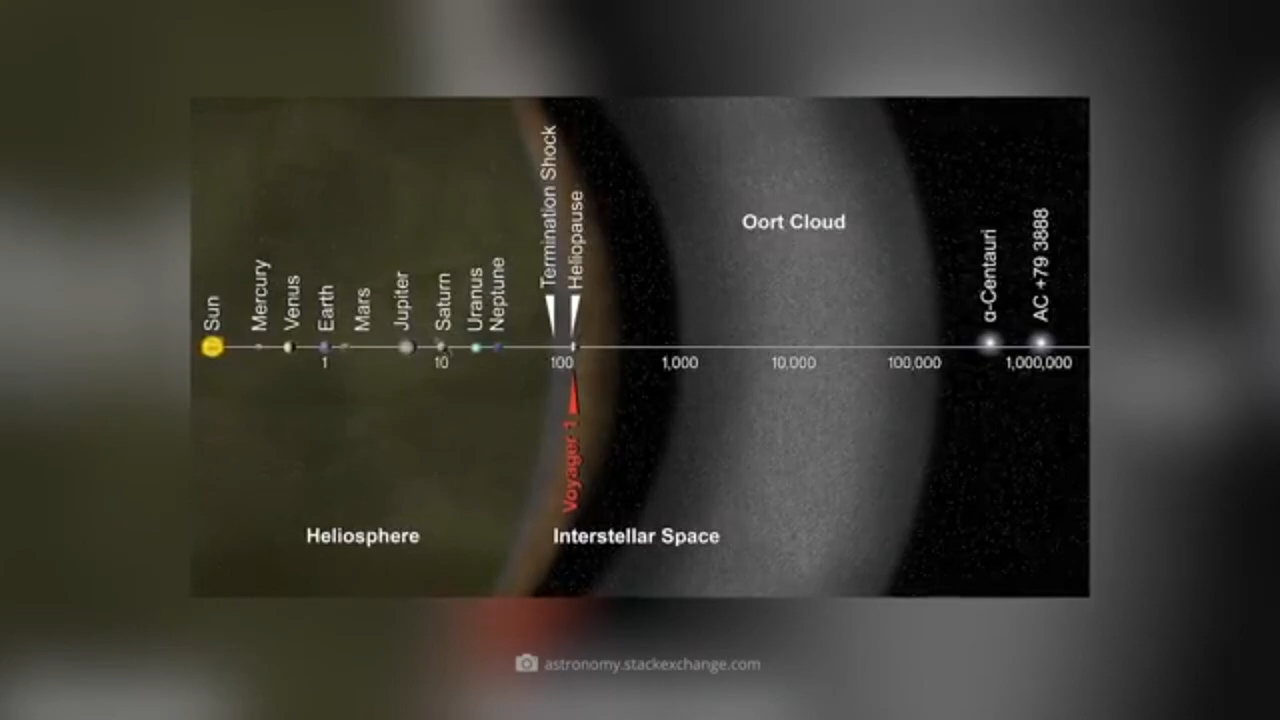 Sun
Mercury
Venus
Earth
Mars
Jupiter
Saturn
Uranus
Neptune
Termination Shock
Heliopause
Oort Cloud
α-Centauri
AC +79 3888
1
10
100
1,000
10,000
100,000
1,000,000
Voyager 1
Heliosphere
Interstellar Space
astronomy.stackexchange.com